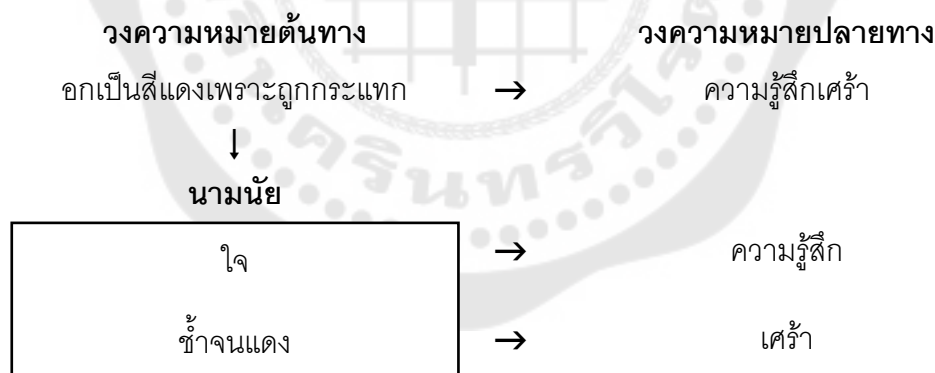 วงความหมายต้นทาง วงความหมายปลายทาง
อกเป็นสีแดงเพราะถูกกระแทก → ความรู้สึกเศร้า
↓
นามนัย
ใจ → ความรู้สึก
ช้ำจนแดง → เศร้า